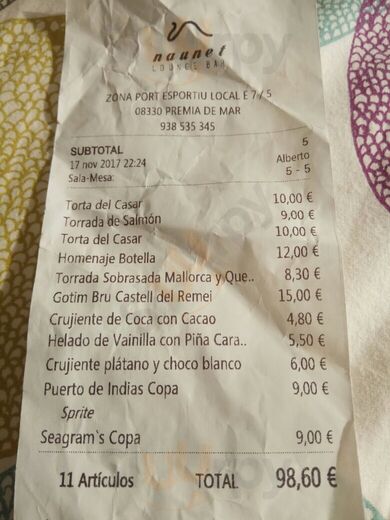 naunet
LOUNGE BAR
ZONA PORT ESPORTIU LOCAL E 7 / 5
08330 PREMIA DE MAR
938 535 345
SUBTOTAL 5
17 nov 2017 22:24 Alberto
Sala-Mesa: 5 - 5
Torta del Casar 10,00 €
Torrada de Salmón 9,00 €
Torta del Casar 10,00 €
Homenaje Botella 12,00 €
Torrada Sobrasada Mallorca y Que.. 8,30 €
Gotim Bru Castell del Remei 15,00 €
Crujiente de Coca con Cacao 4,80 €
Helado de Vainilla con Piña Cara.. 5,50 €
Crujiente plátano y choco blanco 6,00 €
Puerto de Indias Copa 9,00 €
Sprite
Seagram`s Copa 9,00 €
11 Artículos TOTAL 98,60 €